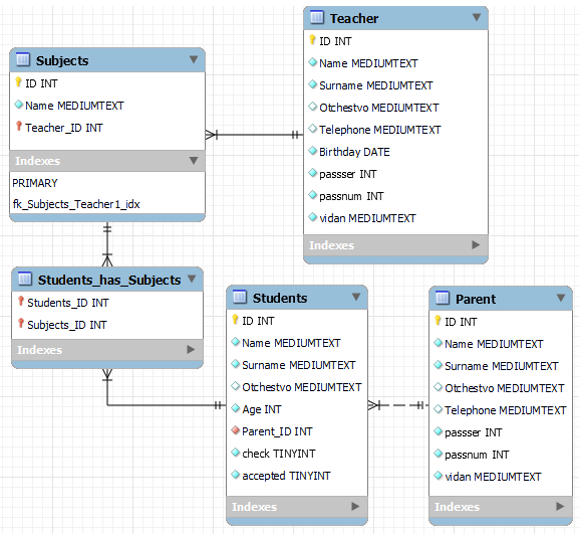 Teacher
ID INT
Name MEDIUMTEXT
Surname MEDIUMTEXT
Otchestvo MEDIUMTEXT
Telephone MEDIUMTEXT
Birthday DATE
passser INT
passnum INT
vidan MEDIUMTEXT
Indexes
Subjects
ID INT
Name MEDIUMTEXT
Teacher_ID INT
Indexes
PRIMARY
fk_Subjects_Teacher1_idx
Students_has_Subjects
Students_ID INT
Subjects_ID INT
Indexes
Students
ID INT
Name MEDIUMTEXT
Surname MEDIUMTEXT
Otchestvo MEDIUMTEXT
Age INT
Parent_ID INT
check TINYINT
accepted TINYINT
Indexes
Parent
ID INT
Name MEDIUMTEXT
Surname MEDIUMTEXT
Otchestvo MEDIUMTEXT
Telephone MEDIUMTEXT
passser INT
passnum INT
vidan MEDIUMTEXT
Indexes